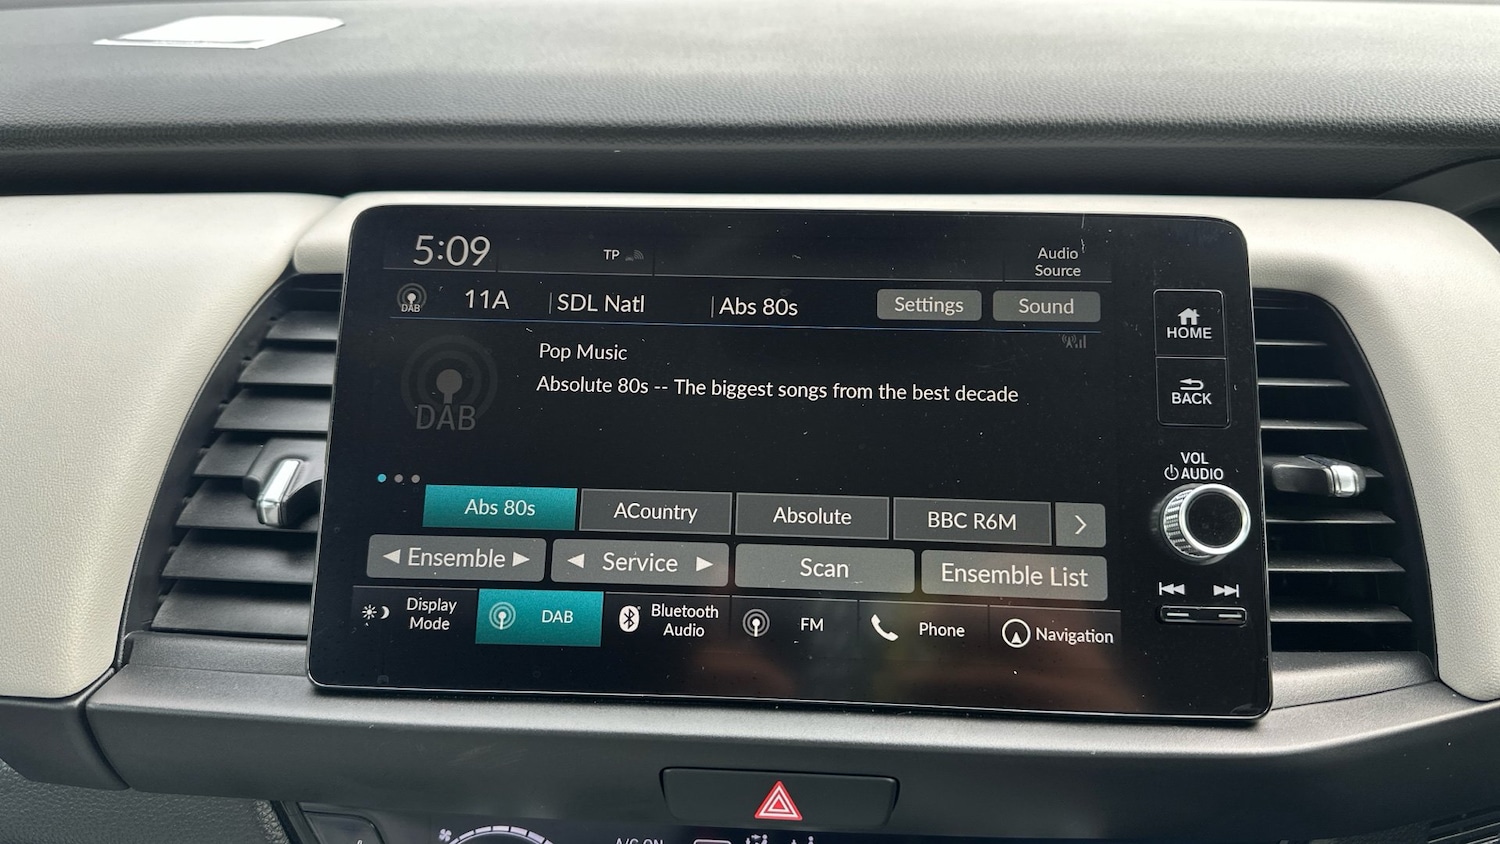 5:09
TP
Audio
Source
DAB
11A
SDL Natl
Abs 80s
Settings
Sound
Pop Music
Absolute 80s -- The biggest songs from the best decade
DAB
HOME
BACK
VOL
AUDIO
Abs 80s
ACountry
Absolute
BBC R6M
Ensemble
Service
Scan
Ensemble List
Display
Mode
DAB
Bluetooth
Audio
FM
Phone
Navigation
A/C ON